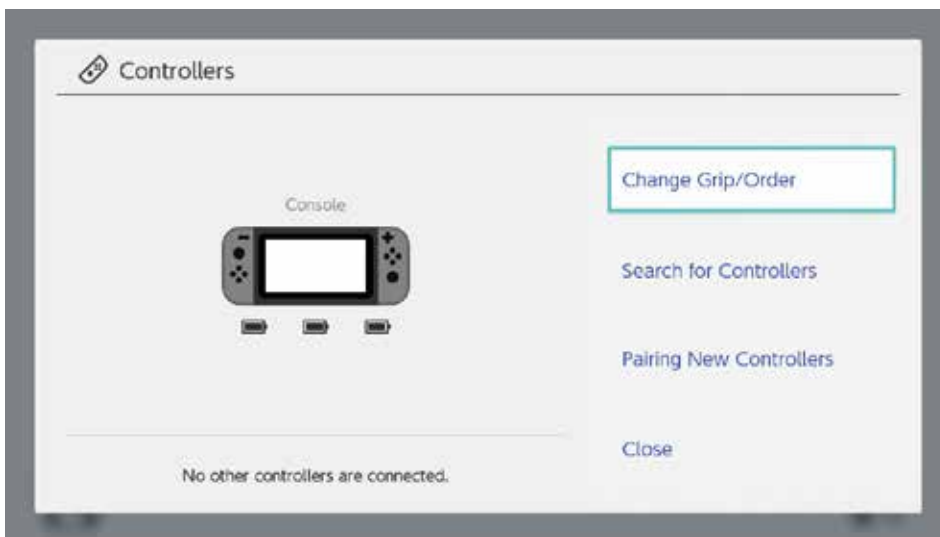 Controllers
Console
Change Grip/Order
Search for Controllers
Pairing New Controllers
Close
No other controllers are connected.